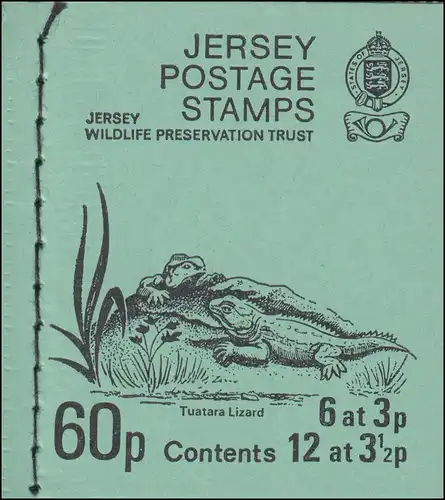 JERSEY
POSTAGE
STAMPS
JERSEY
WILDLIFE PRESERVATION TRUST
STATES OF JERSEY
Tuatara Lizard
60p Contents
6 at 3p
12 at 3½p